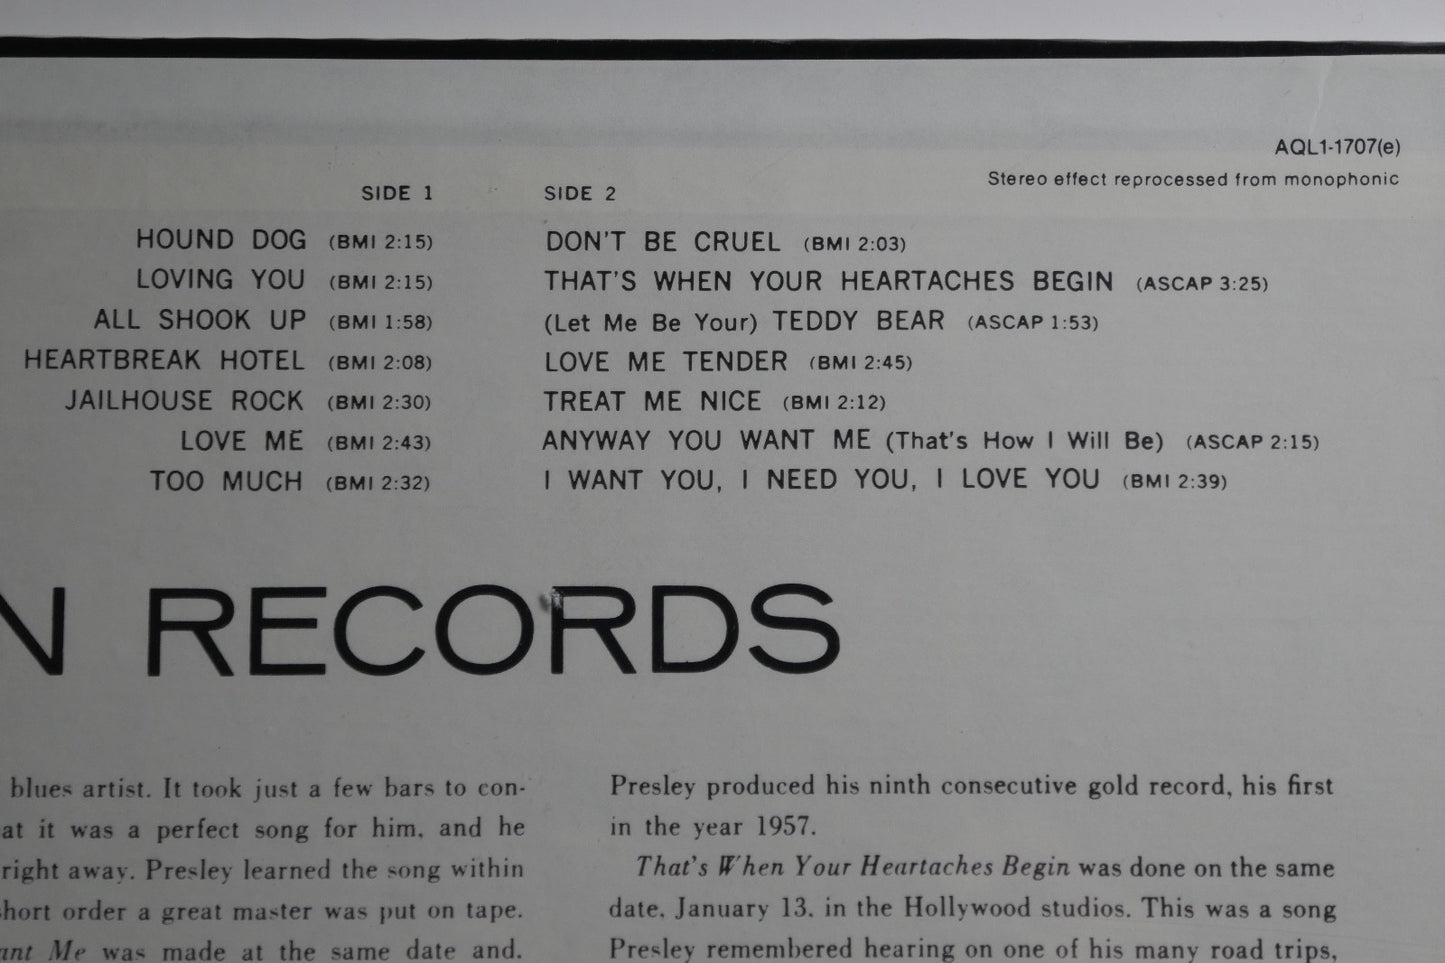 AQL1-1707(e)
Stereo effect reprocessed from monophonic
SIDE 1
HOUND DOG (BMI 2:15)
LOVING YOU (BMI 2:15)
ALL SHOOK UP (BMI 1:58)
HEARTBREAK HOTEL (BMI 2:08)
JAILHOUSE ROCK (BMI 2:30)
LOVE ME (BMI 2:43)
TOO MUCH (BMI 2:32)
SIDE 2
DON'T BE CRUEL (BMI 2:03)
THAT'S WHEN YOUR HEARTACHES BEGIN (ASCAP 3:25)
(Let Me Be Your) TEDDY BEAR (ASCAP 1:53)
LOVE ME TENDER (BMI 2:45)
TREAT ME NICE (BMI 2:12)
ANYWAY YOU WANT ME (That's How I Will Be) (ASCAP 2:15)
I WANT YOU, I NEED YOU, I LOVE YOU (BMI 2:39)
N RECORDS
blues artist. It took just a few bars to con-
at it was a perfect song for him, and he
right away. Presley learned the song within
short order a great master was put on tape.
ant Me was made at the same date and.
Presley produced his ninth consecutive gold record, his first
in the year 1957.
That's When Your Heartaches Begin was done on the same
date, January 13, in the Hollywood studios. This was a song
Presley remembered hearing on one of his many road trips,